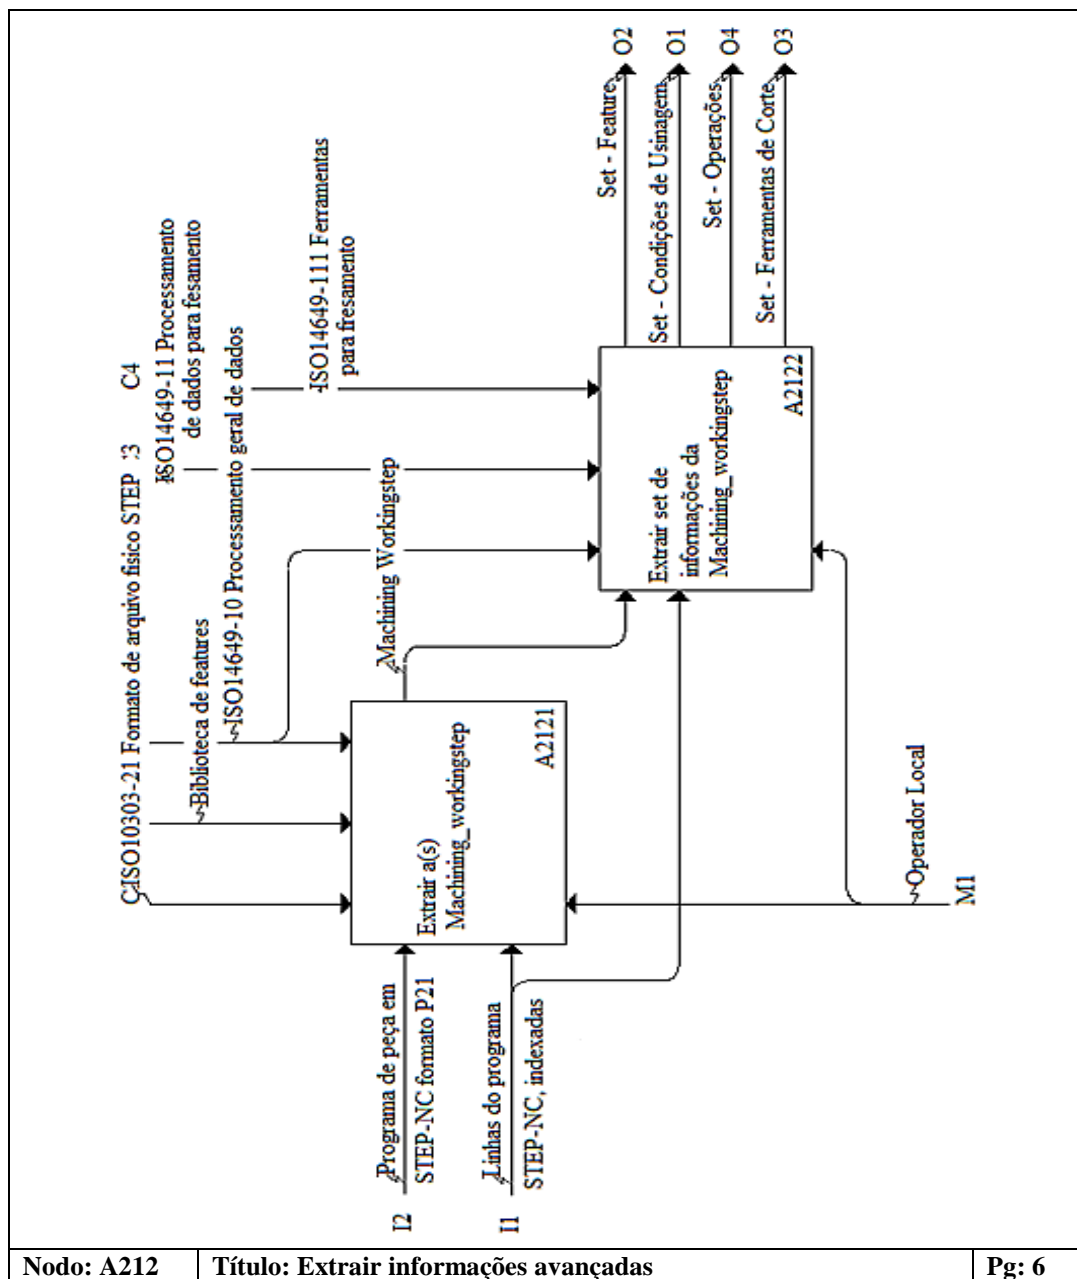 C:ISO10303-21 Formato de arquivo físico STEP :3
C4
Biblioteca de features
ISO14649-10 Processamento geral de dados
ISO14649-11 Processamento
de dados para fesamento
ISO14649-111 Ferramentas
para fresamento
I2
Programa de peça em
STEP-NC formato P21
I1
Linhas do programa
STEP-NC, indexadas
Extrair a(s)
Machining_workingstep
A2121
Machining Workingstep
Extrair set de
informações da
Machining_workingstep
A2122
Set - Feature
O2
Set - Condições de Usinagem
O1
Set - Operações
O4
Set - Ferramentas de Corte
O3
Operador Local
M1
Nodo: A212
Título: Extrair informações avançadas
Pg: 6